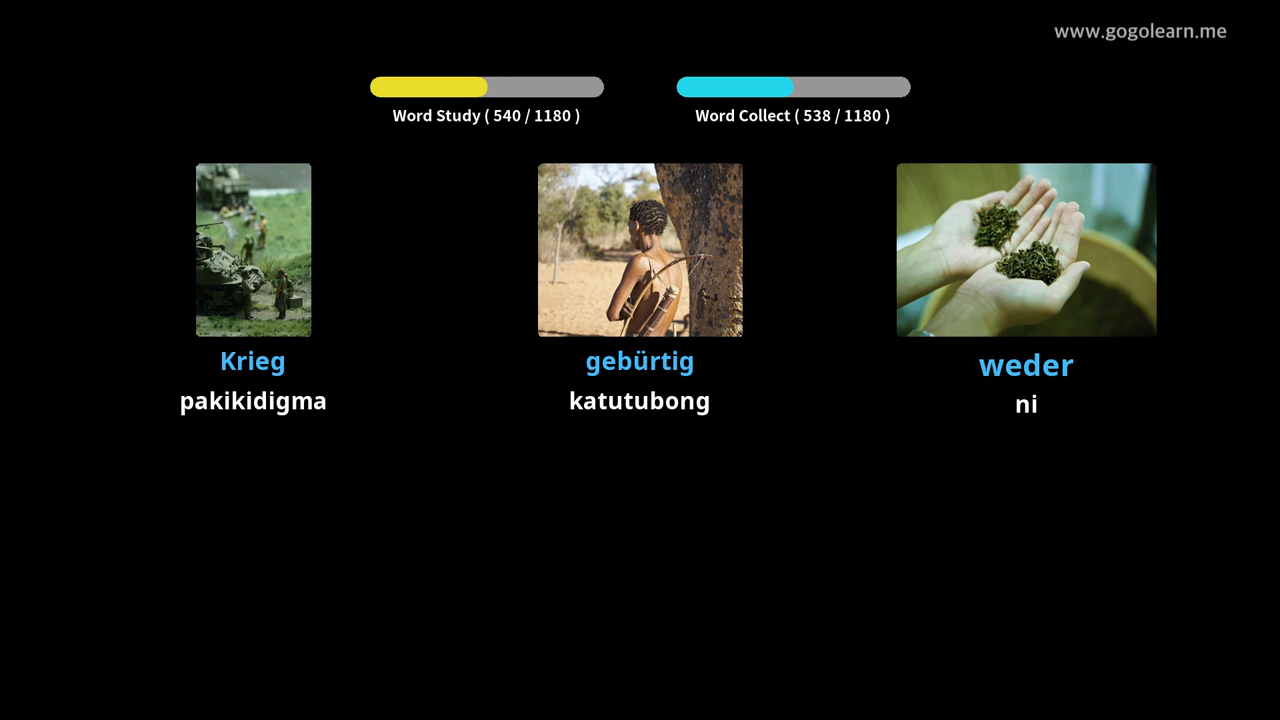 www.gogolearn.me
Word Study ( 540 / 1180 )
Word Collect ( 538 / 1180 )
Krieg
pakikidigma
gebürtig
katutubong
weder
ni